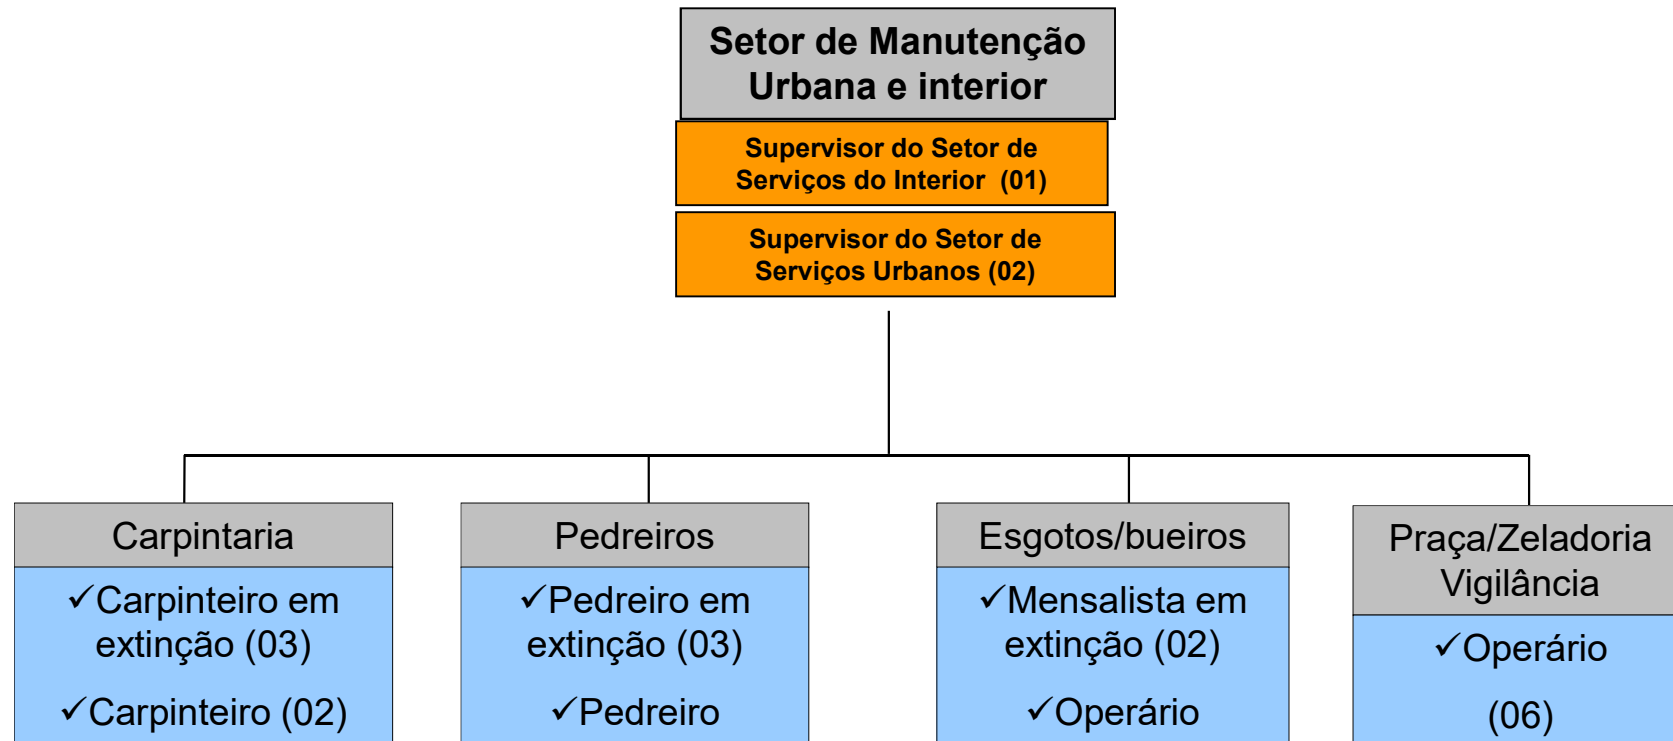 Setor de Manutenção
Urbana e interior
Supervisor do Setor de
Serviços do Interior (01)
Supervisor do Setor de
Serviços Urbanos (02)
Carpintaria
✓Carpinteiro em
extinção (03)
✓Carpinteiro (02)
Pedreiros
✓Pedreiro em
extinção (03)
✓Pedreiro
Esgotos/bueiros
✓Mensalista em
extinção (02)
✓Operário
Praça/Zeladoria
Vigilância
✓Operário
(06)